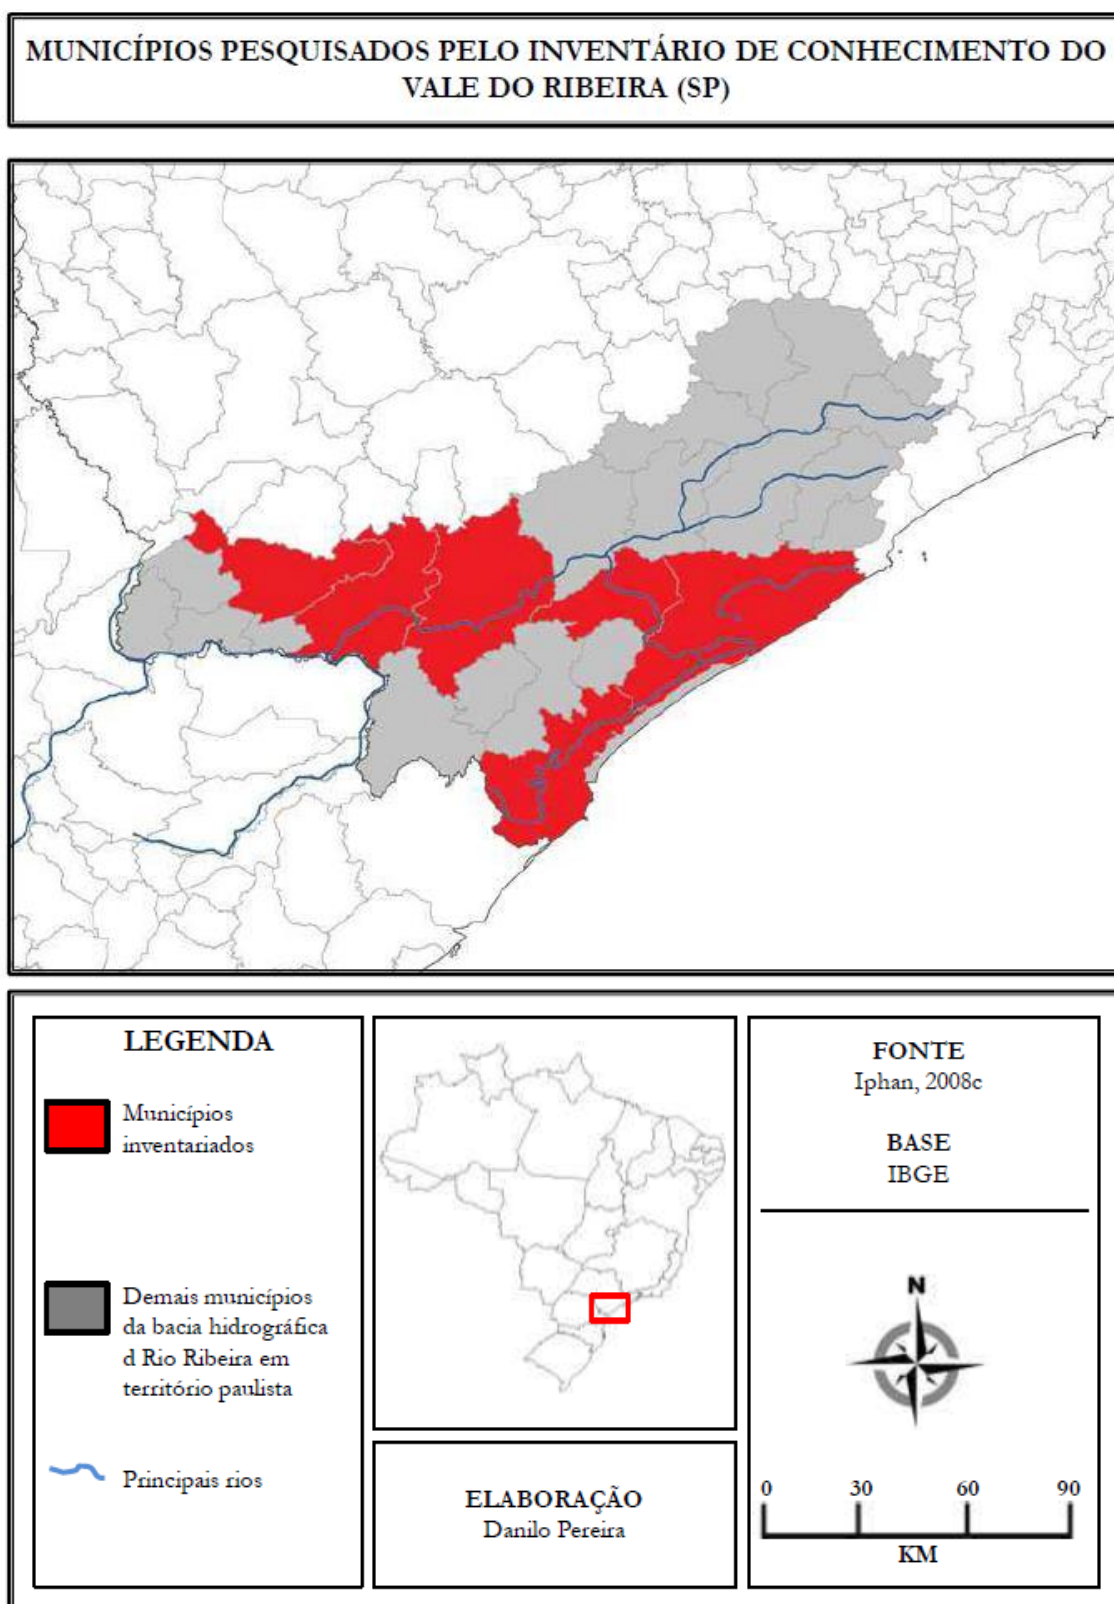 MUNICÍPIOS PESQUISADOS PELO INVENTÁRIO DE CONHECIMENTO DO
VALE DO RIBEIRA (SP)
LEGENDA
Municípios
inventariados
Demais municípios
da bacia hidrográfica
d Rio Ribeira em
território paulista
Principais rios
ELABORAÇÃO
Danilo Pereira
FONTE
Iphan, 2008c
BASE
IBGE
N
0 30 60 90
KM